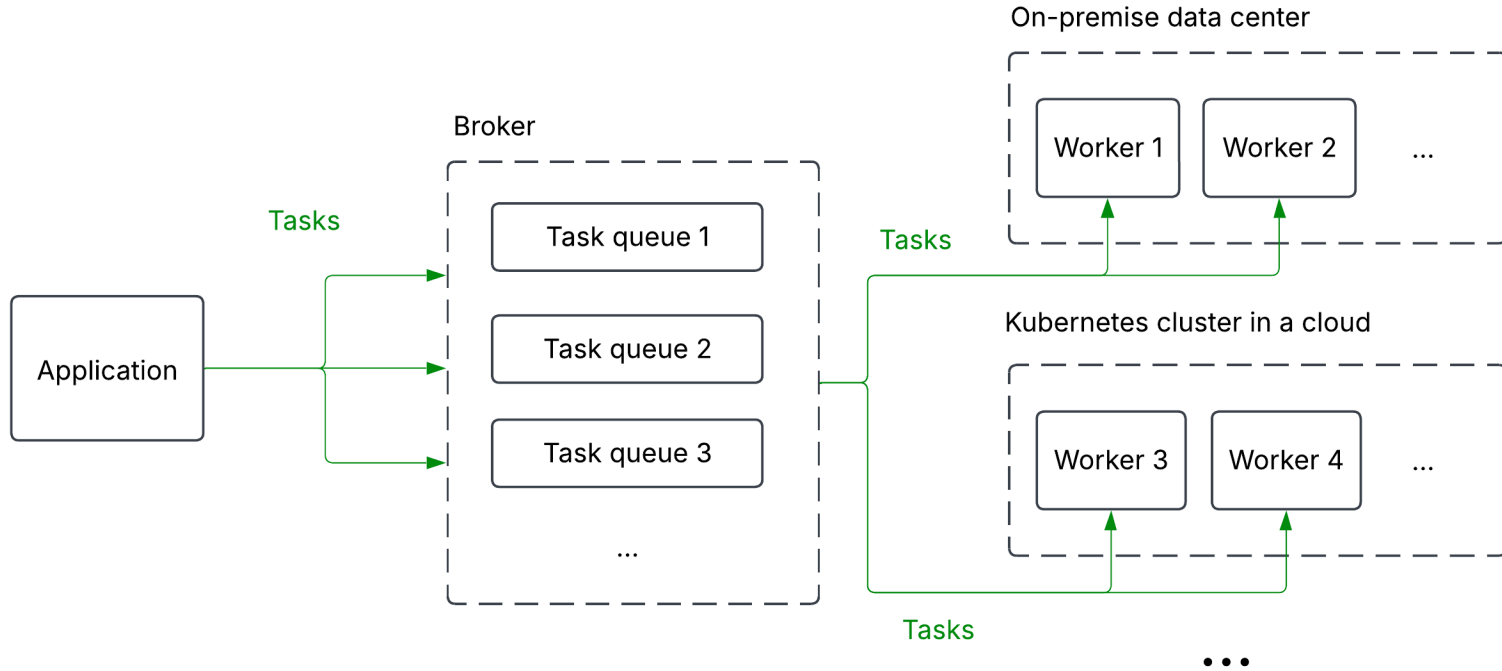 On-premise data center
Worker 1
Worker 2
...
Broker
Tasks
Task queue 1
Task queue 2
Task queue 3
...
Application
Tasks
Kubernetes cluster in a cloud
Worker 3
Worker 4
...
Tasks
...